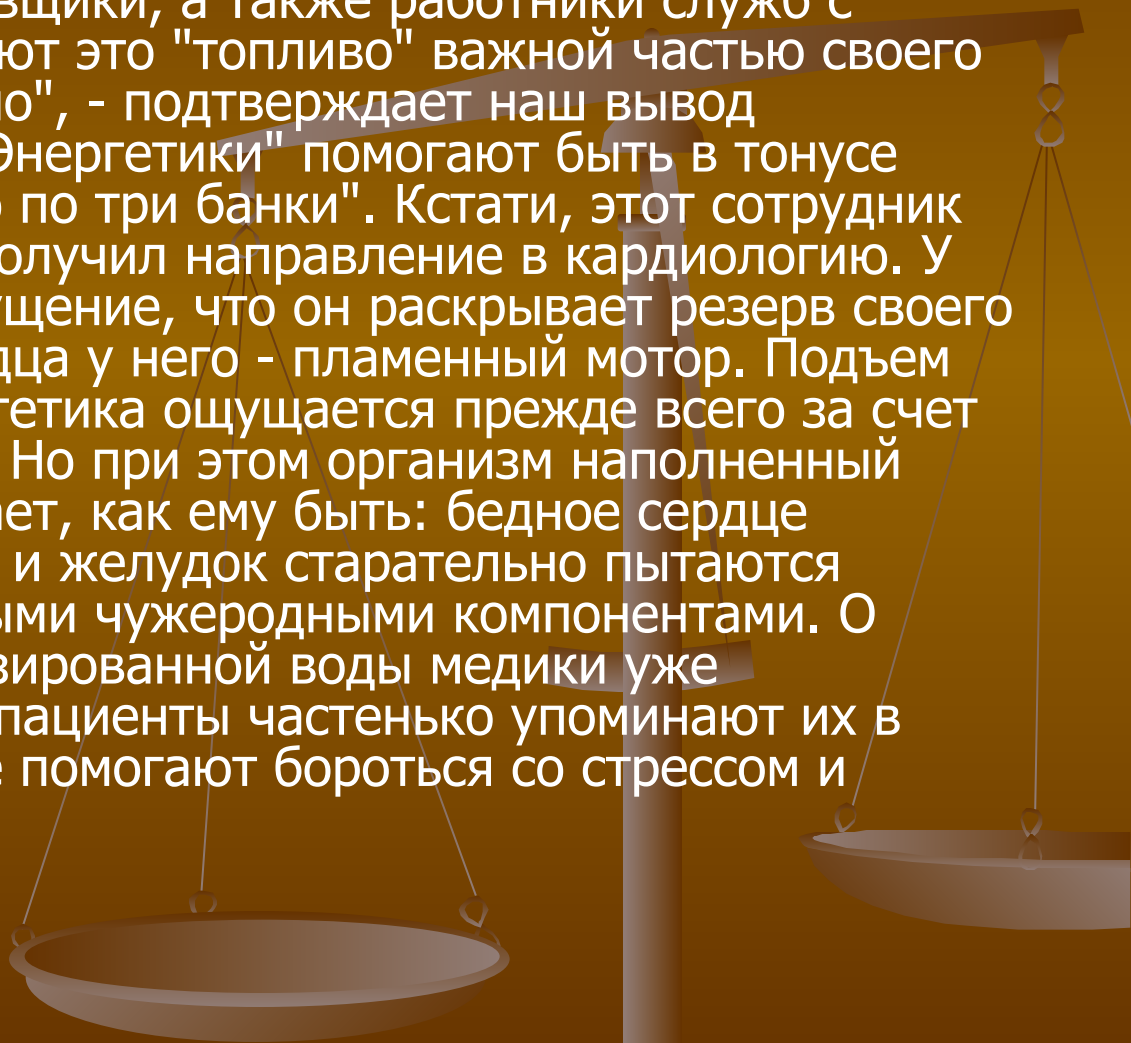 вщики, а также работники служб с
ют это "топливо" важной частью своего
о", - подтверждает наш вывод
Энергетики" помогают быть в тонусе
по три банки". Кстати, этот сотрудник
олучил направление в кардиологию. У
ущение, что он раскрывает резерв своего
дца у него - пламенный мотор. Подъем
гетика ощущается прежде всего за счет
Но при этом организм наполненный
ает, как ему быть: бедное сердце
и желудок старательно пытаются
ыми чужеродными компонентами. О
зированной воды медики уже
пациенты частенько упоминают их в
е помогают бороться со стрессом и